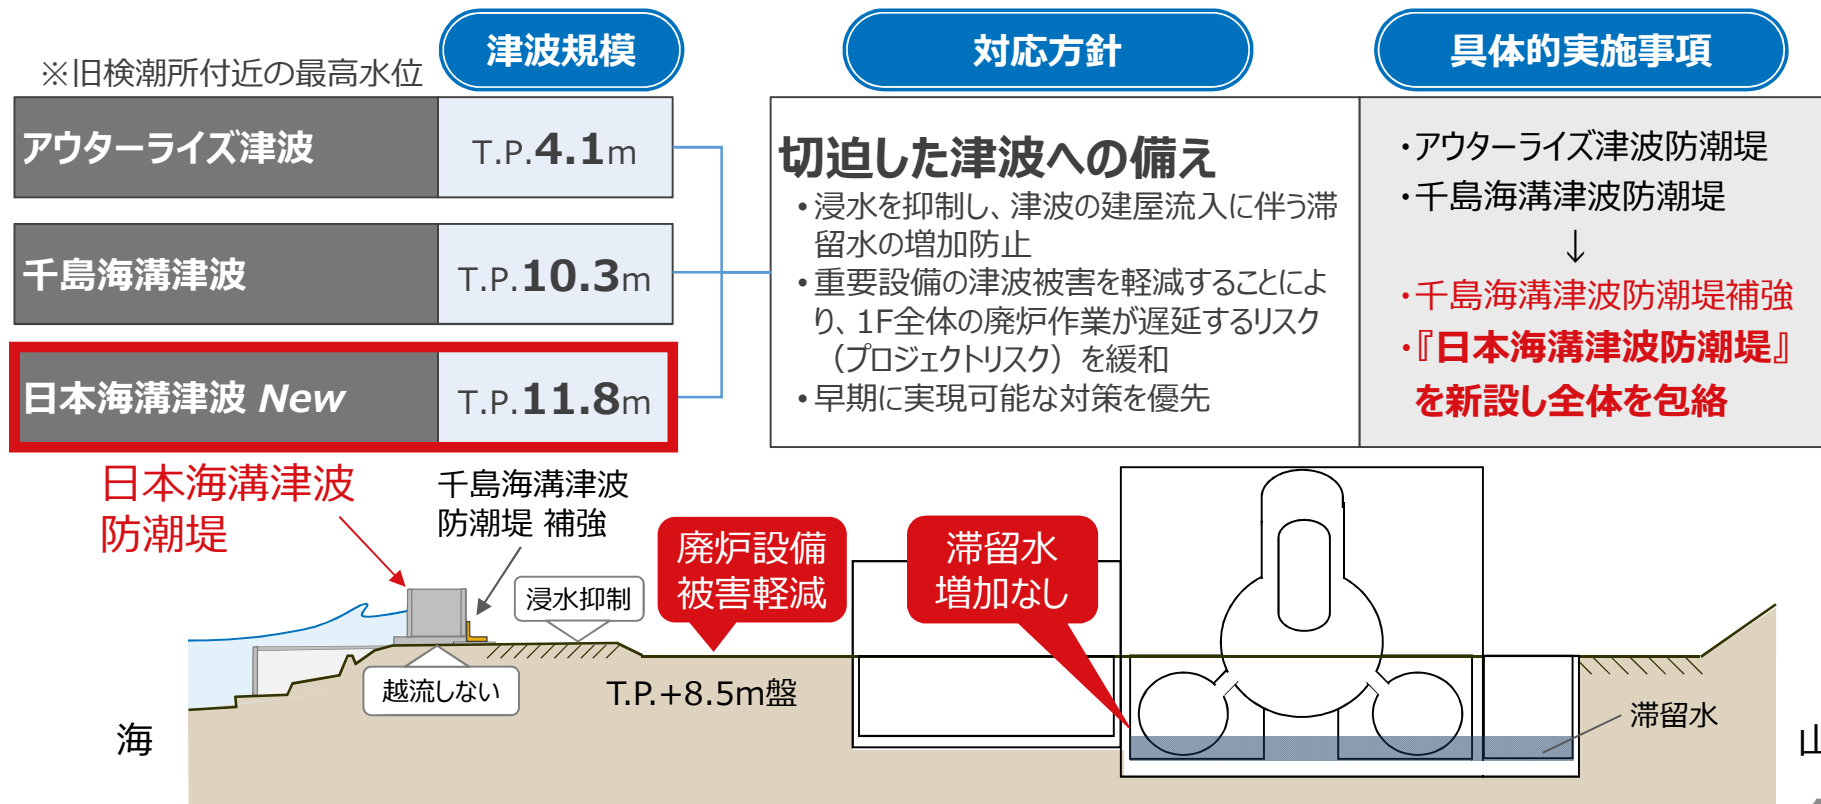 津波規模
対応方針
具体的実施事項
※旧検潮所付近の最高水位
アウターライズ津波
T.P.4.1m
千島海溝津波
T.P.10.3m
日本海溝津波 New
T.P.11.8m
切迫した津波への備え
•浸水を抑制し、津波の建屋流入に伴う滞
留水の増加防止
•重要設備の津波被害を軽減することによ
り、1F全体の廃炉作業が遅延するリスク
（プロジェクトリスク）を緩和
•早期に実現可能な対策を優先
・アウターライズ津波防潮堤
・千島海溝津波防潮堤
↓
・千島海溝津波防潮堤補強
・『日本海溝津波防潮堤』
を新設し全体を包絡
日本海溝津波
防潮堤
千島海溝津波
防潮堤 補強
浸水抑制
廃炉設備
被害軽減
滞留水
増加なし
越流しない
T.P.+8.5m盤
滞留水
海
山